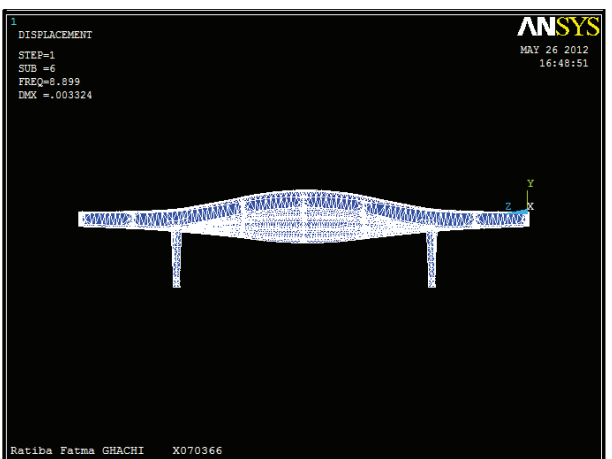 1
DISPLACEMENT
STEP=1
SUB =6
FREQ=8.899
DMX =.003324
ANSYS
MAY 26 2012
16:48:51
Y
Z X
Ratiba Fatma GHACHI X070366